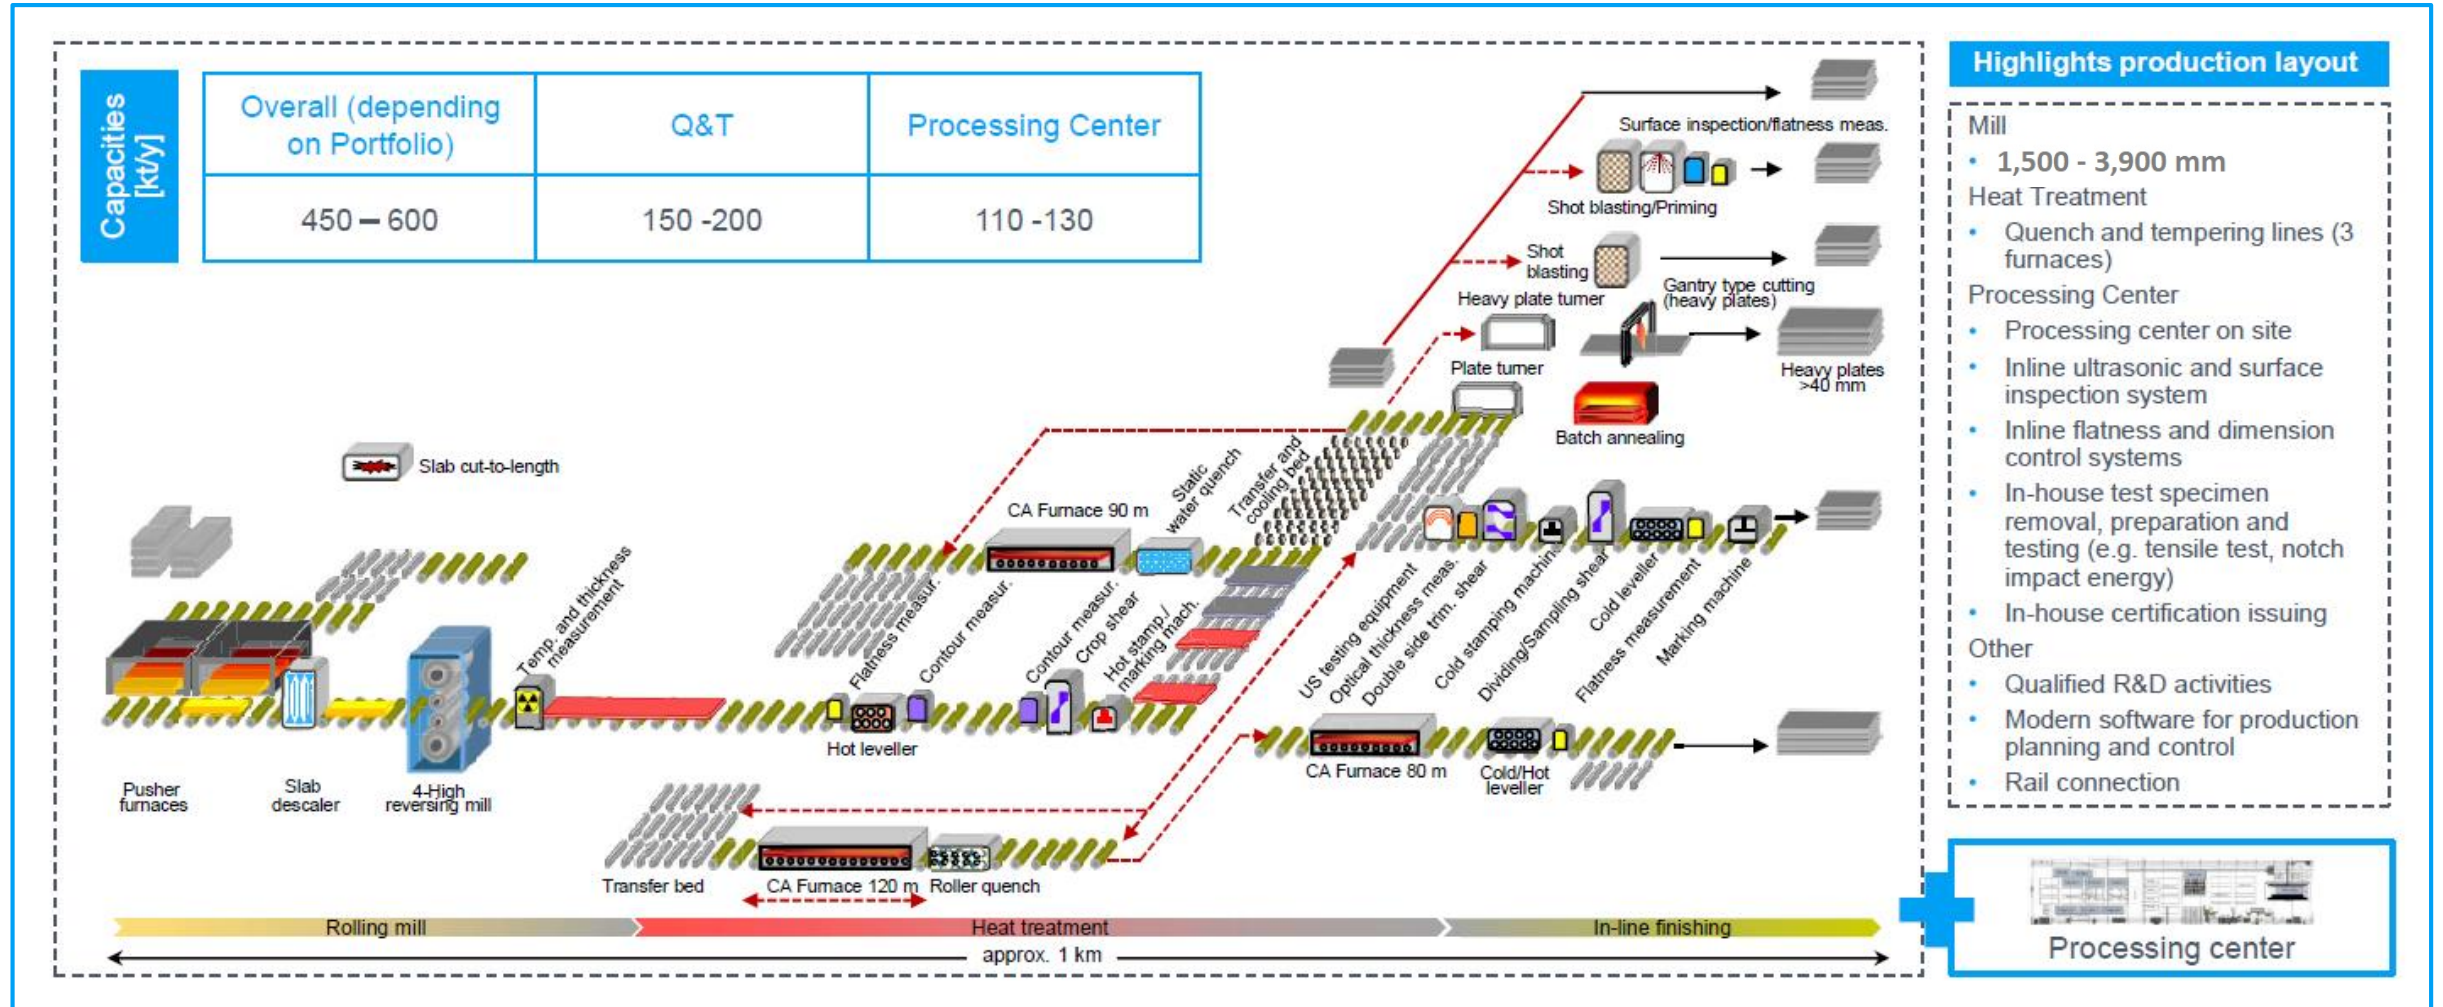 Capacities
[kt/y]
Overall (depending
on Portfolio)
Q&T
Processing Center
450 – 600
150 -200
110 -130
Surface inspection/flatness meas.
Shot blasting/Priming
Shot
blasting
Gantry type cutting
(heavy plates)
Heavy plate turner
Plate turner
Heavy plates
>40 mm
Batch annealing
Slab cut-to-length
CA Furnace 90 m
Static
water quench
Transfer and
cooling bed
Temp. and thickness
measurement
Flatness measur.
Contour measur.
Contour measur.
Crop shear
Hot stamp./
marking mach.
US testing equipment
Optical thickness meas.
Double side trim. shear
Cold stamping machine
Dividing/Sampling shear
Cold leveller
Flatness measurement
Marking machine
Hot leveller
Pusher
furnaces
Slab
descaler
4-High
reversing mill
CA Furnace 80 m
Cold/Hot
leveller
Transfer bed
CA Furnace 120 m
Roller quench
Rolling mill
Heat treatment
In-line finishing
approx. 1 km
Highlights production layout
Mill
• 1,500 - 3,900 mm
Heat Treatment
• Quench and tempering lines (3
furnaces)
Processing Center
• Processing center on site
• Inline ultrasonic and surface
inspection system
• Inline flatness and dimension
control systems
• In-house test specimen
removal, preparation and
testing (e.g. tensile test, notch
impact energy)
• In-house certification issuing
Other
• Qualified R&D activities
• Modern software for production
planning and control
• Rail connection
Processing center